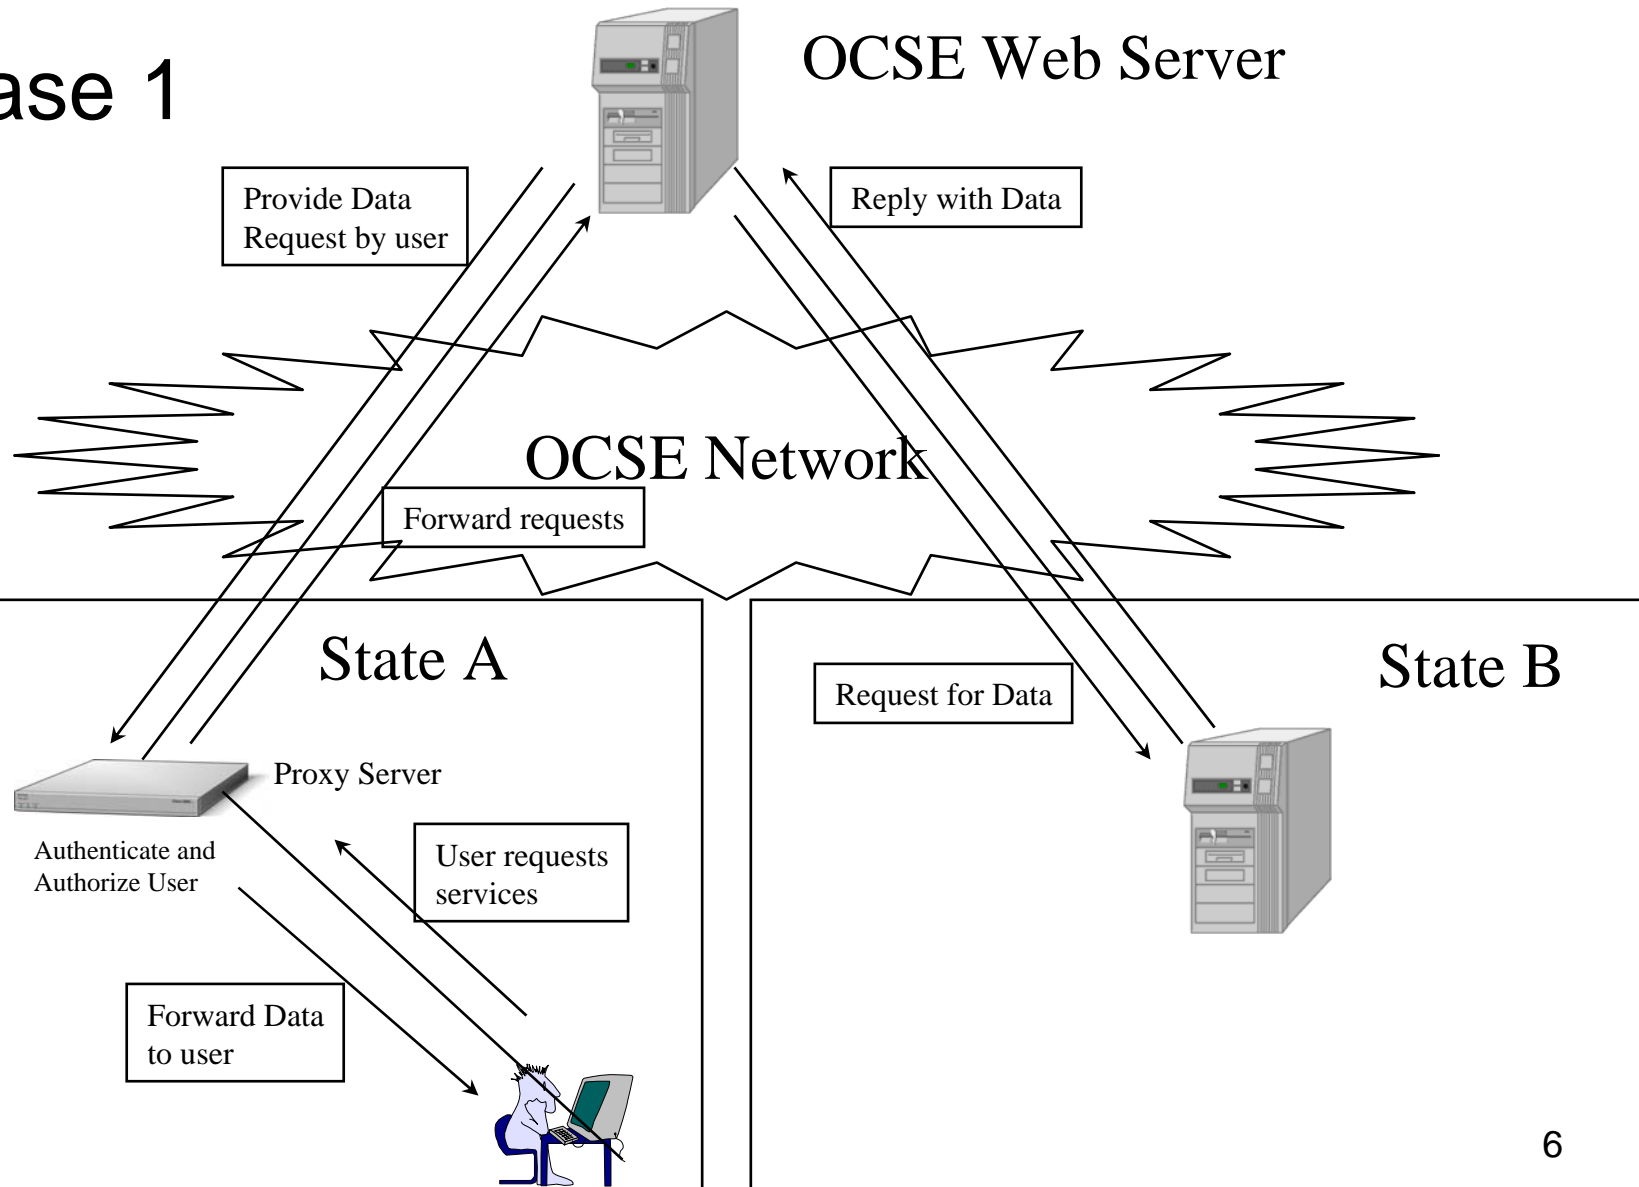 ase 1
OCSE Web Server
Provide Data
Request by user
Reply with Data
OCSE Network
Forward requests
State A
State B
Request for Data
Proxy Server
Authenticate and
Authorize User
User requests
services
Forward Data
to user
6